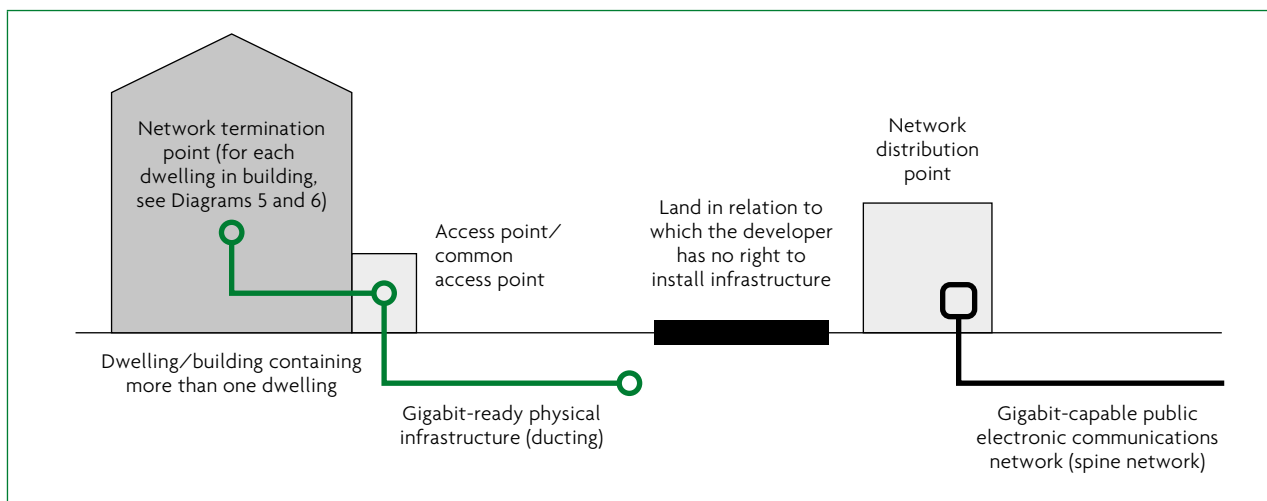 Network termination
point (for each
dwelling in building,
see Diagrams 5 and 6)
Access point/
common
access point
Land in relation to
which the developer
has no right to
install infrastructure
Network
distribution
point
Dwelling/building containing
more than one dwelling
Gigabit-ready physical
infrastructure (ducting)
Gigabit-capable public
electronic communications
network (spine network)